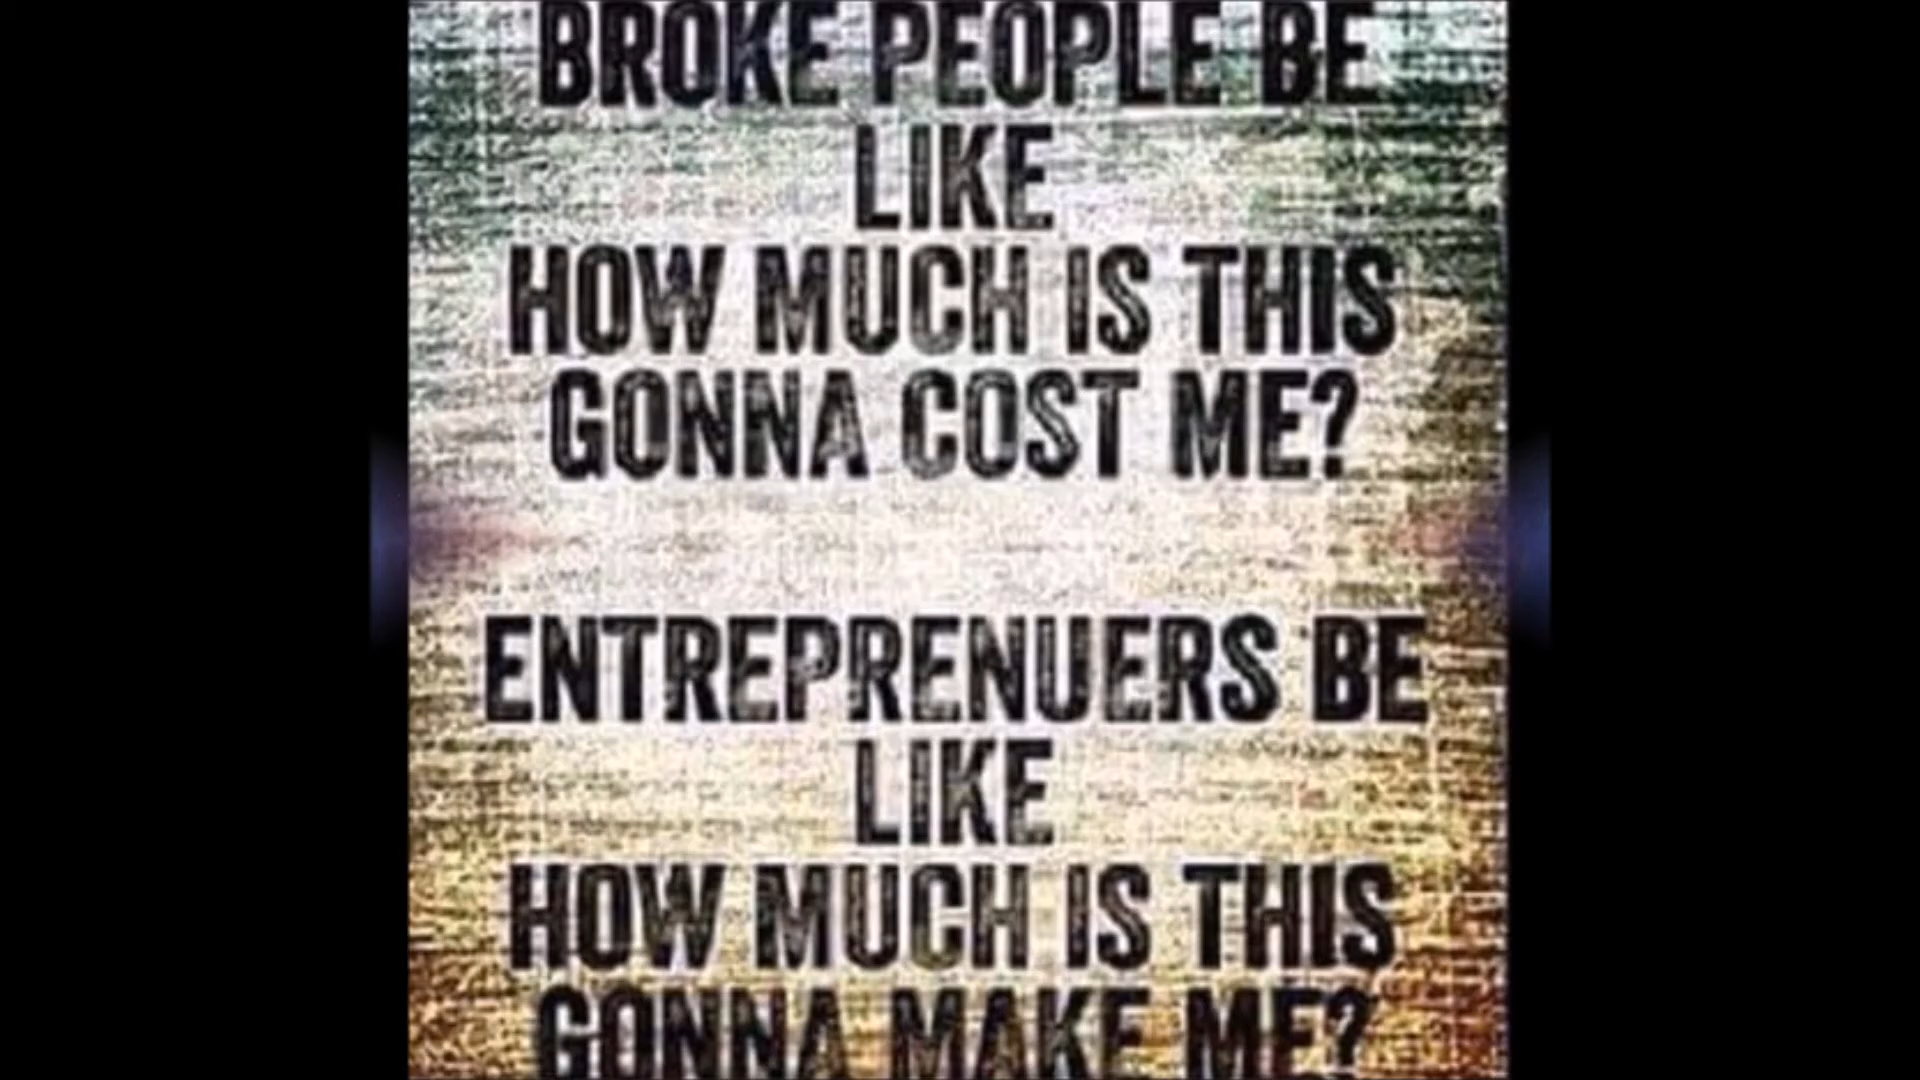 BROKE PEOPLE BE
LIKE
HOW MUCH IS THIS
GONNA COST ME?
ENTREPRENUERS BE
LIKE
HOW MUCH IS THIS
GONNA MAKE ME?